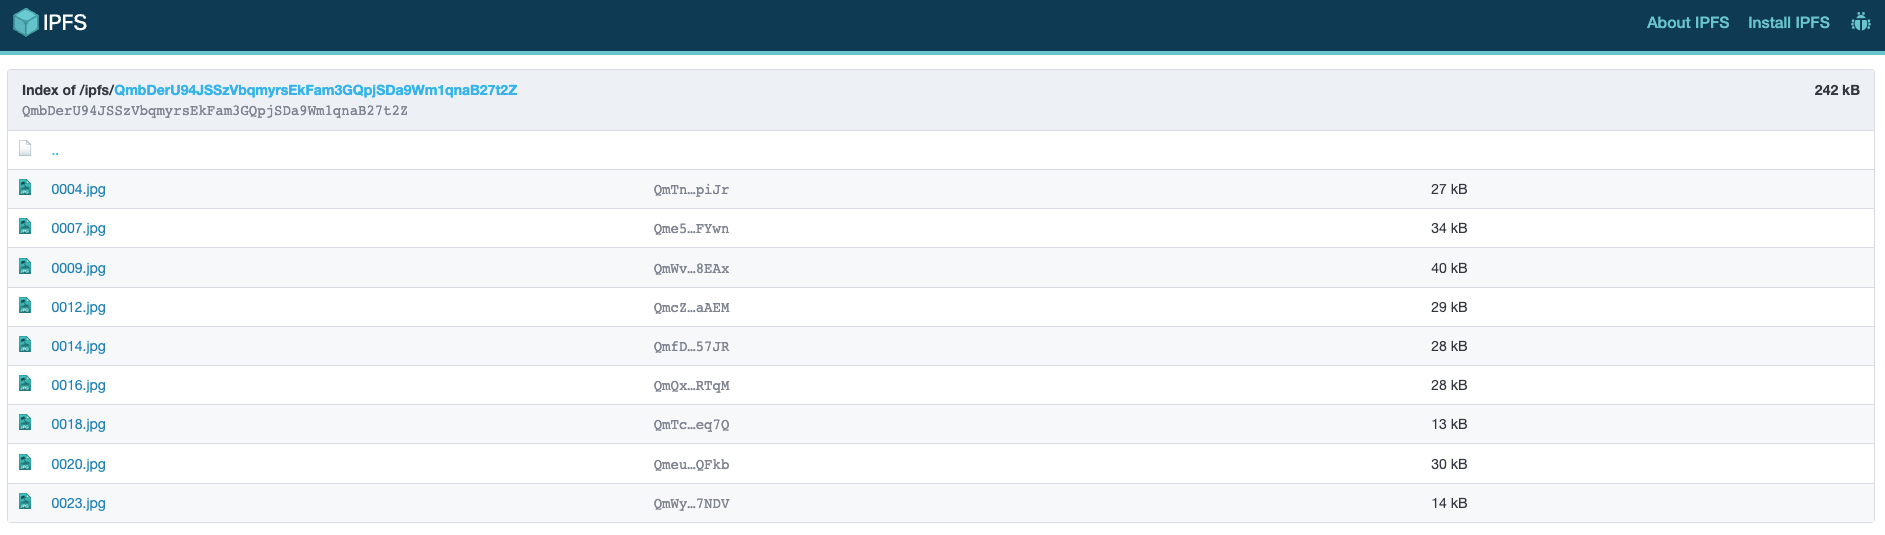 IPFS About IPFS Install IPFS
Index of /ipfs/QmbDerU94JSSzVbqmyrsEkFam3GQpjSDa9Wm1qnaB27t2Z 242 kB
QmbDerU94JSSzVbqmyrsEkFam3GQpjSDa9Wm1qnaB27t2Z
..
0004.jpg QmTn…piJr 27 kB
0007.jpg Qme5…FYwn 34 kB
0009.jpg QmWv…8EAx 40 kB
0012.jpg QmcZ…aAEM 29 kB
0014.jpg QmfD…57JR 28 kB
0016.jpg QmQx…RTqM 28 kB
0018.jpg QmTc…eq7Q 13 kB
0020.jpg Qmeu…QFkb 30 kB
0023.jpg QmWy…7NDV 14 kB